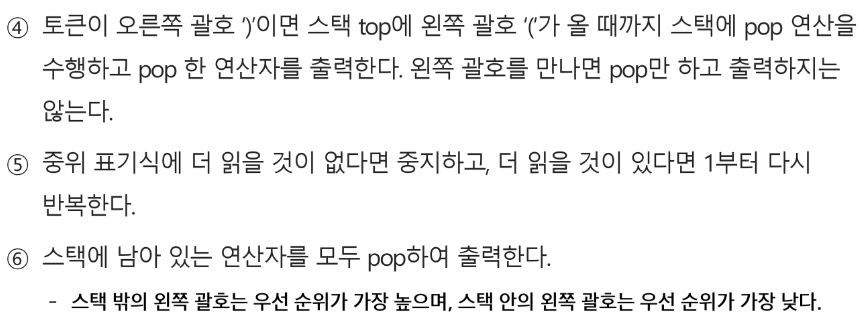 ④ 토큰이 오른쪽 괄호 ’)’이면 스택 top에 왼쪽 괄호 ‘(’가 올 때까지 스택에 pop 연산을
수행하고 pop 한 연산자를 출력한다. 왼쪽 괄호를 만나면 pop만 하고 출력하지는
않는다.
⑤ 중위 표기식에 더 읽을 것이 없다면 중지하고, 더 읽을 것이 있다면 1부터 다시
반복한다.
⑥ 스택에 남아 있는 연산자를 모두 pop하여 출력한다.
- 스택 밖의 왼쪽 괄호는 우선 순위가 가장 높으며, 스택 안의 왼쪽 괄호는 우선 순위가 가장 낮다.